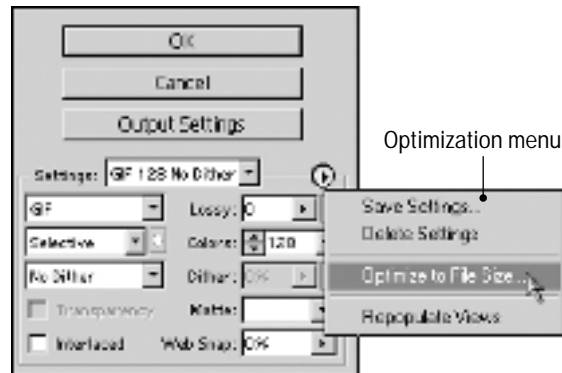 OK
Cancel
Output Settings
Optimization menu
Settings: GIF 128 No Dither
GIF
Lossy: 0
Save Settings...
Delete Settings
Selective
Colors: 128
No Dither
Dither: 0%
Optimize to File Size...
Transparency
Matte:
Repopulate Views
Interlaced
Web Snap: 0%